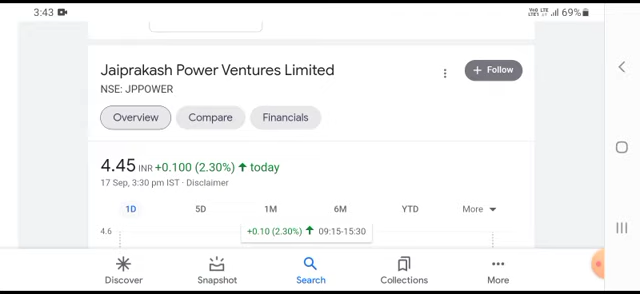 3:43 69%
Jaiprakash Power Ventures Limited
+ Follow
NSE: JPPOWER
Overview Compare Financials
4.45 INR +0.100 (2.30%) ↑ today
17 Sep, 3:30 pm IST · Disclaimer
1D 5D 1M 6M YTD More
4.6 +0.10 (2.30%) ↑ 09:15-15:30
Discover Snapshot Search Collections More